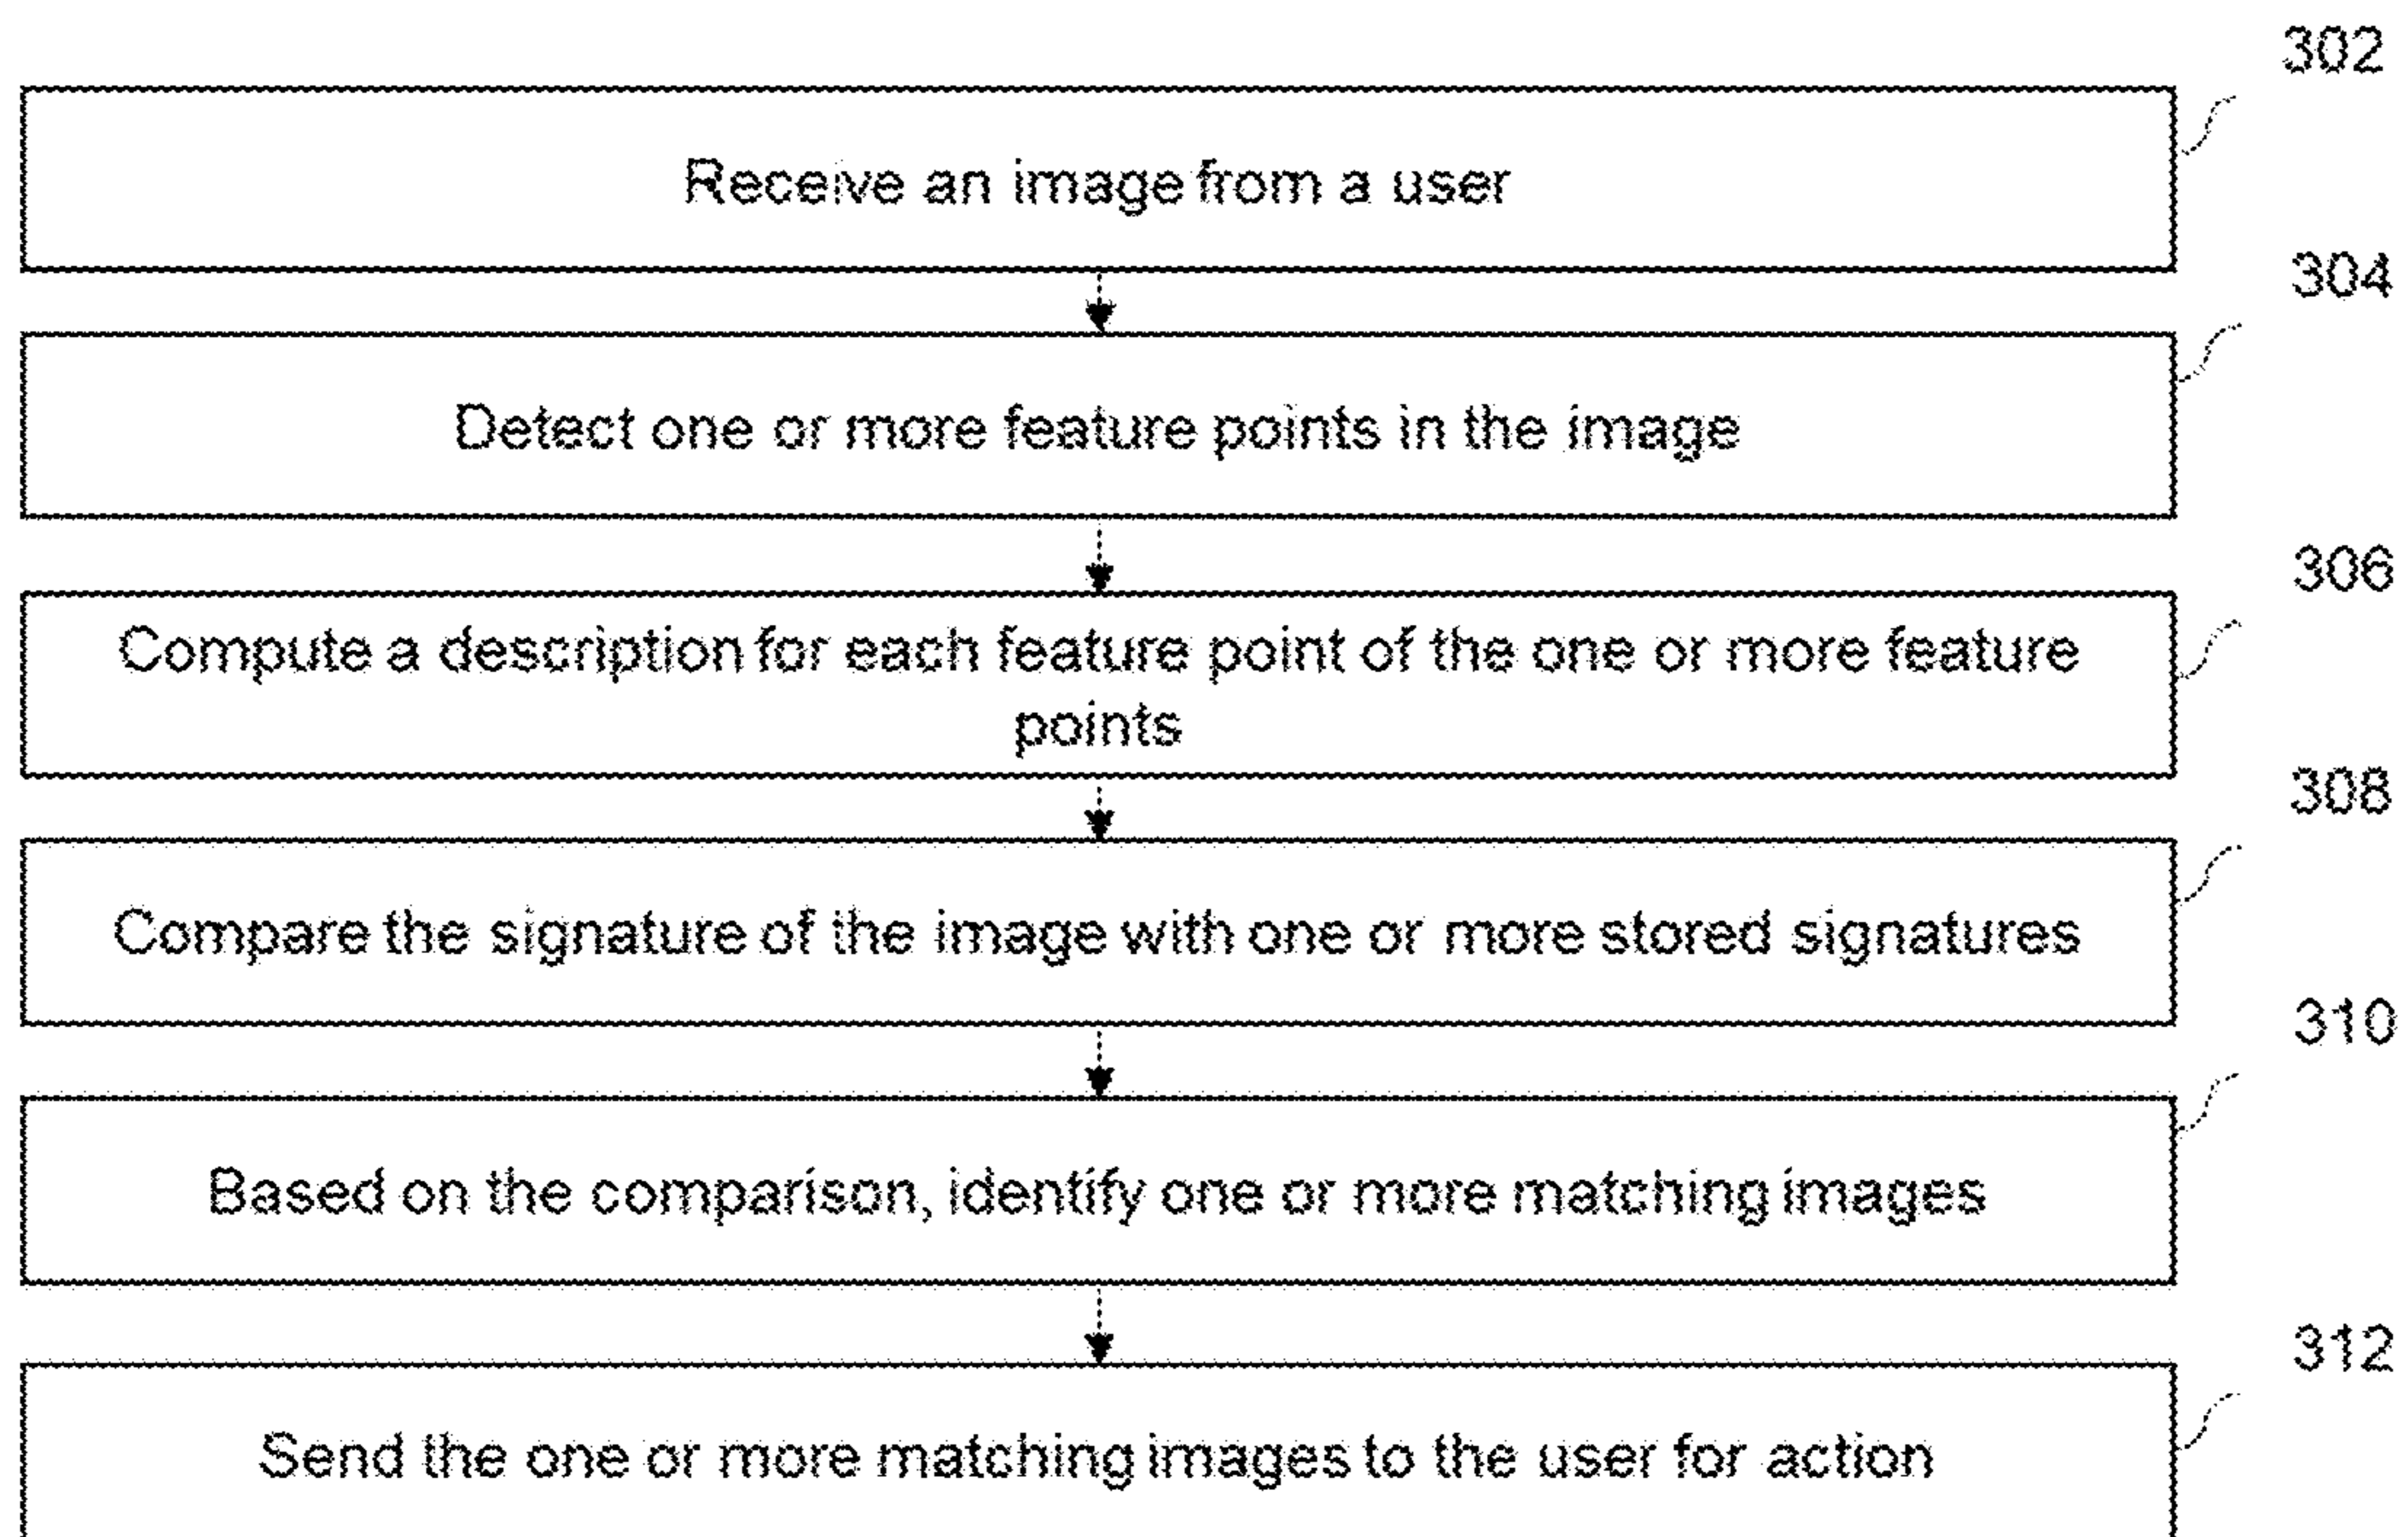 302
Receive an image from a user
304
Detect one or more feature points in the image
306
Compute a description for each feature point of the one or more feature
points
308
Compare the signature of the image with one or more stored signatures
310
Based on the comparison, identify one or more matching images
312
Send the one or more matching images to the user for action